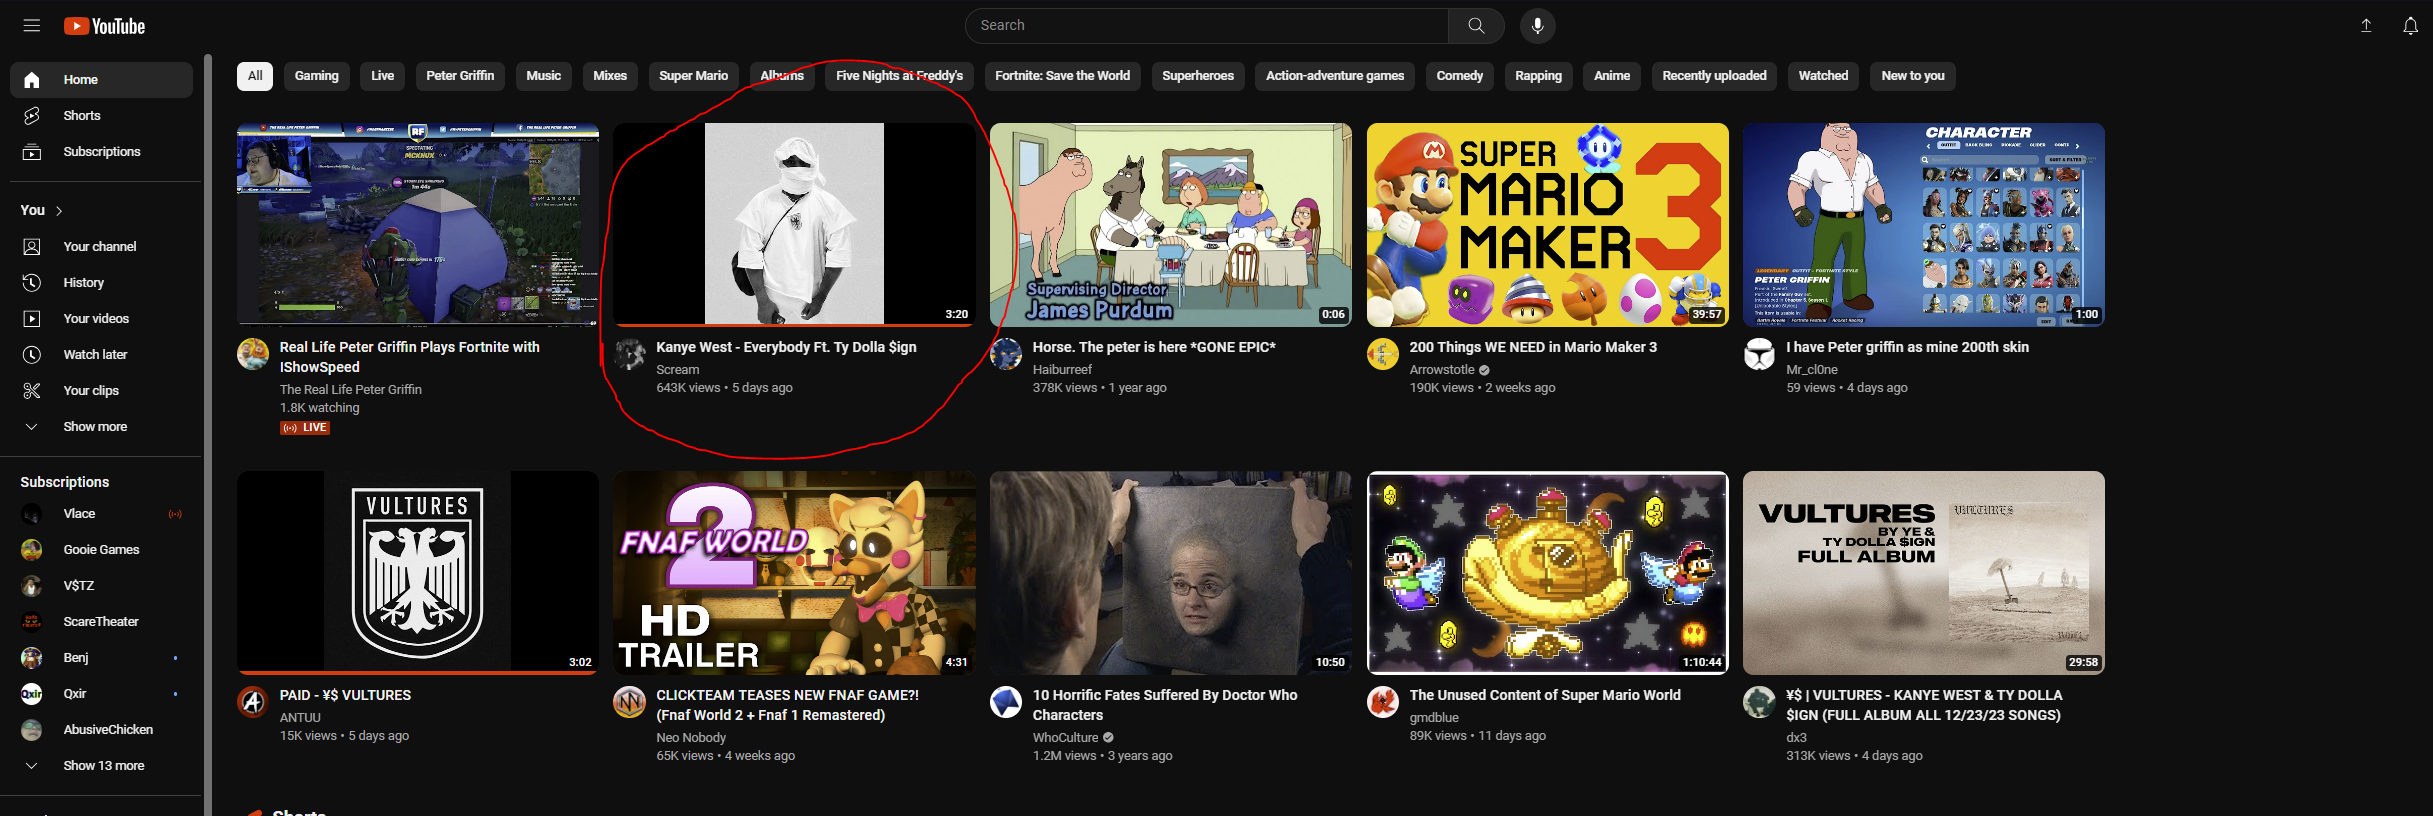 YouTube
Search
Home
Shorts
Subscriptions
You
Your channel
History
Your videos
Watch later
Your clips
Show more
Subscriptions
Vlace
Gooie Games
V$TZ
ScareTheater
Benj
Qxir
AbusiveChicken
Show 13 more
All Gaming Live Peter Griffin Music Mixes Super Mario Albums Five Nights at Freddy's Fortnite: Save the World Superheroes Action-adventure games Comedy Rapping Anime Recently uploaded Watched New to you
RF
SPECTATING
MCKNUX
Real Life Peter Griffin Plays Fortnite with
IShowSpeed
The Real Life Peter Griffin
1.8K watching
LIVE
3:20
Kanye West - Everybody Ft. Ty Dolla $ign
Scream
643K views • 5 days ago
Supervising Director
James Purdum
0:06
Horse. The peter is here *GONE EPIC*
Haiburreef
378K views • 1 year ago
SUPER
MARIO
MAKER 3
39:57
200 Things WE NEED in Mario Maker 3
Arrowstotle
190K views • 2 weeks ago
CHARACTER
PETER GRIFFIN
1:00
I have Peter griffin as mine 200th skin
Mr_cl0ne
59 views • 4 days ago
VULTURES
3:02
PAID - ¥$ VULTURES
ANTUU
15K views • 5 days ago
2
FNAF WORLD
HD
TRAILER
4:31
CLICKTEAM TEASES NEW FNAF GAME?!
(Fnaf World 2 + Fnaf 1 Remastered)
Neo Nobody
65K views • 4 weeks ago
10:50
10 Horrific Fates Suffered By Doctor Who
Characters
WhoCulture
1.2M views • 3 years ago
1:10:44
The Unused Content of Super Mario World
gmdblue
89K views • 11 days ago
VULTURES
BY YE &
TY DOLLA $IGN
FULL ALBUM
VULTURES
29:58
¥$ | VULTURES - KANYE WEST & TY DOLLA
$IGN (FULL ALBUM ALL 12/23/23 SONGS)
dx3
313K views • 4 days ago
Shorts